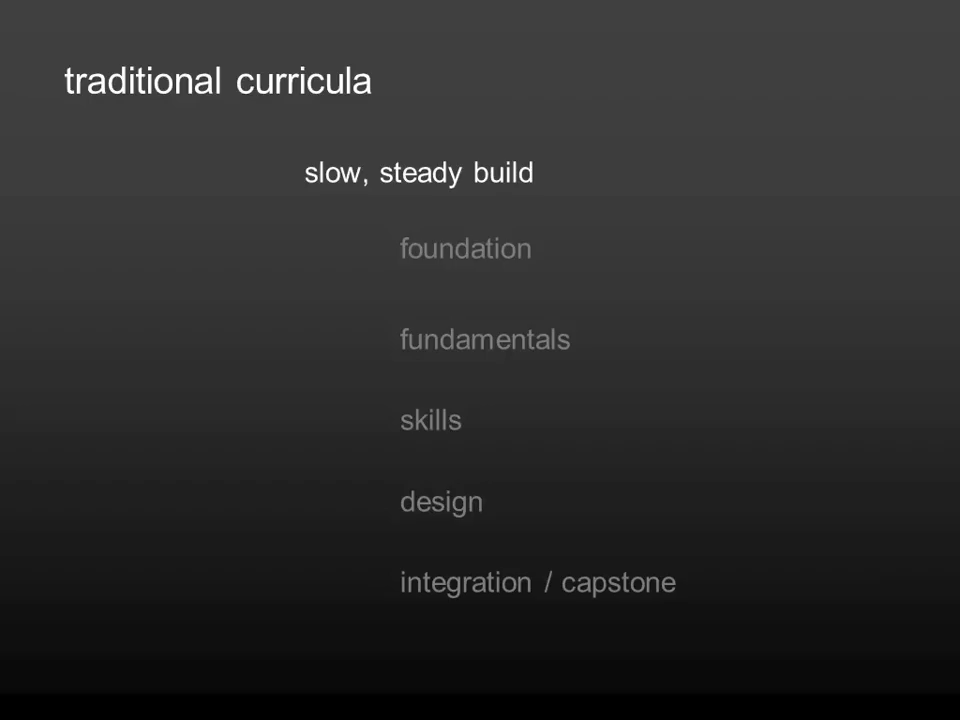 traditional curricula
slow, steady build
foundation
fundamentals
skills
design
integration / capstone